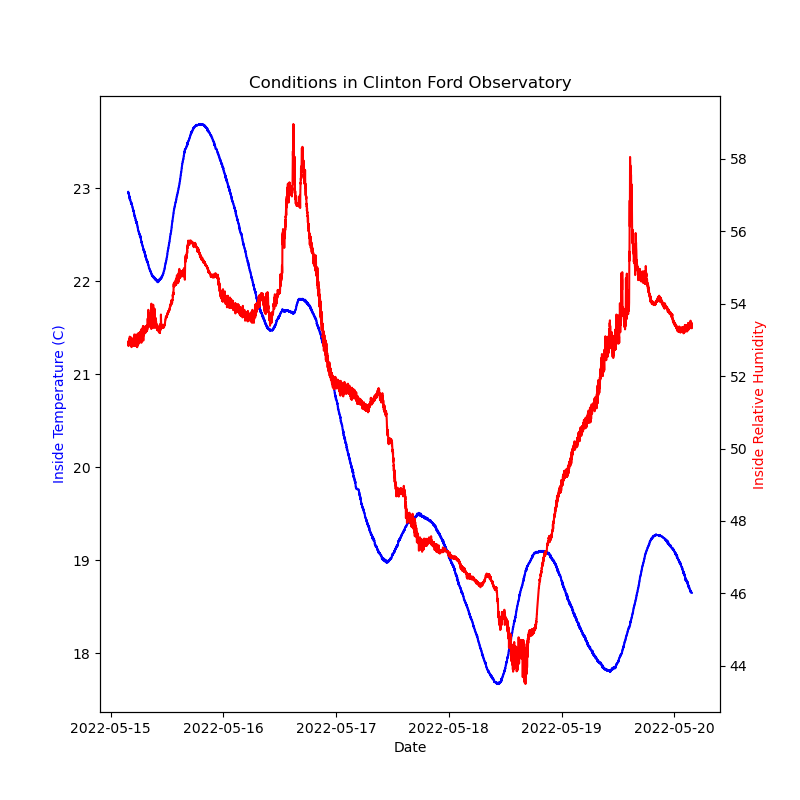 Conditions in Clinton Ford Observatory
23
22
21
20
19
18
Inside Temperature (C)
58
56
54
52
50
48
46
44
Inside Relative Humidity
2022-05-15 2022-05-16 2022-05-17 2022-05-18 2022-05-19 2022-05-20
Date